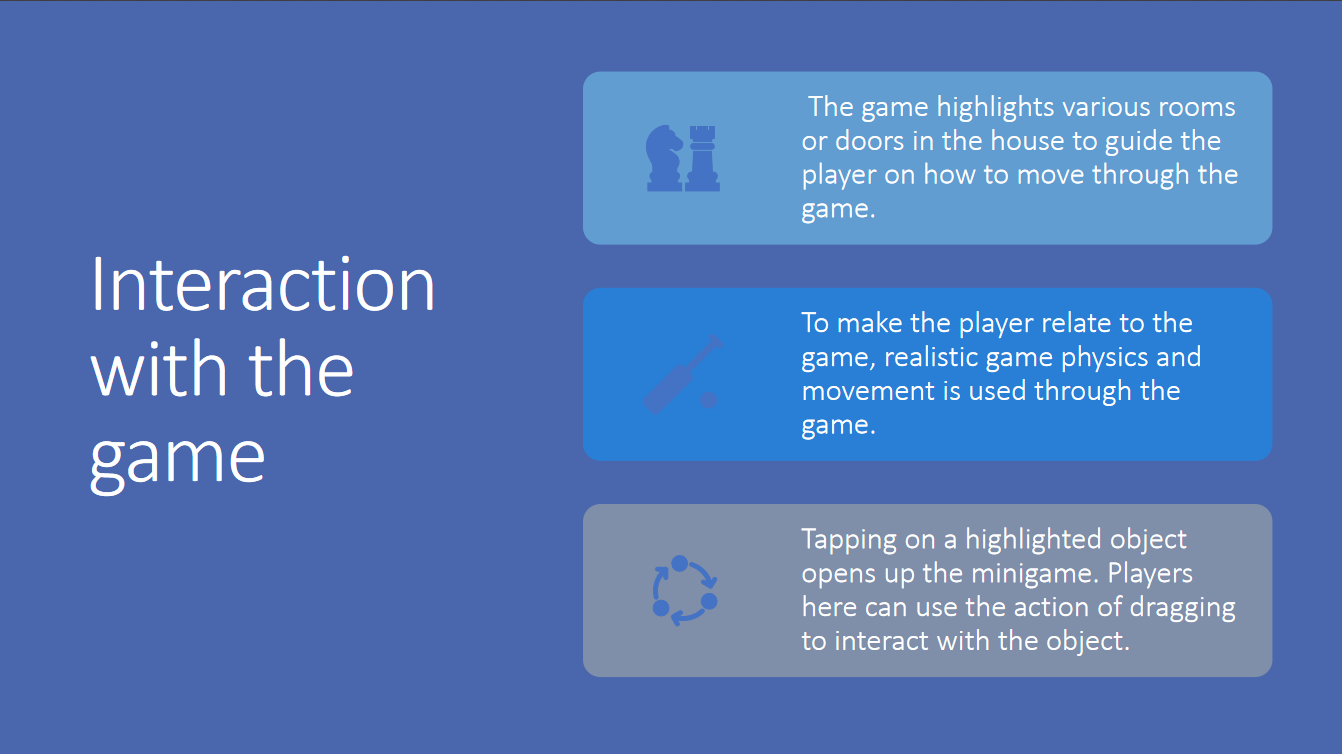 Interaction
with the
game
The game highlights various rooms
or doors in the house to guide the
player on how to move through the
game.
To make the player relate to the
game, realistic game physics and
movement is used through the
game.
Tapping on a highlighted object
opens up the minigame. Players
here can use the action of dragging
to interact with the object.